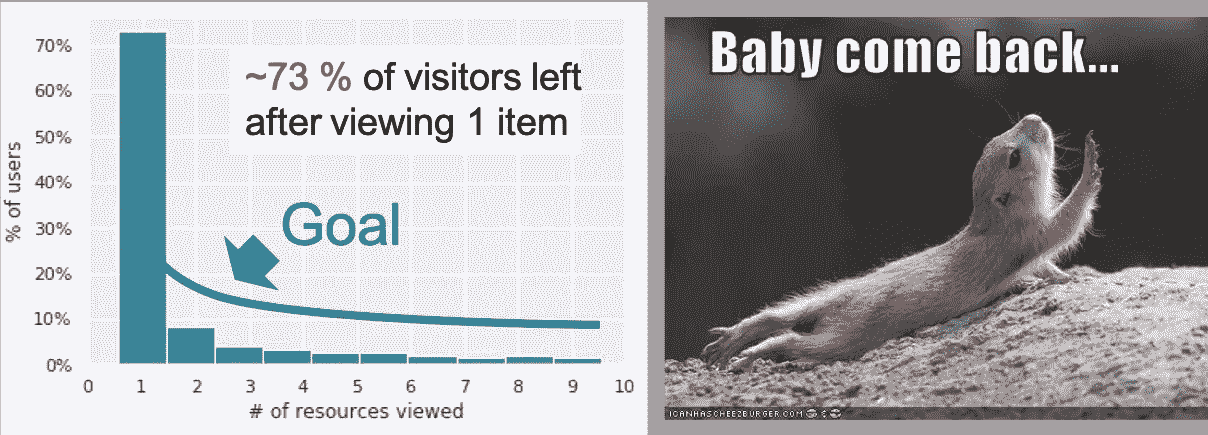 70%
60%
50%
40%
30%
20%
10%
0%
% of users
~73 % of visitors left
after viewing 1 item
Goal
0 1 2 3 4 5 6 7 8 9 10
# of resources viewed
Baby come back...
ICANHASCHEEZBURGER.COM